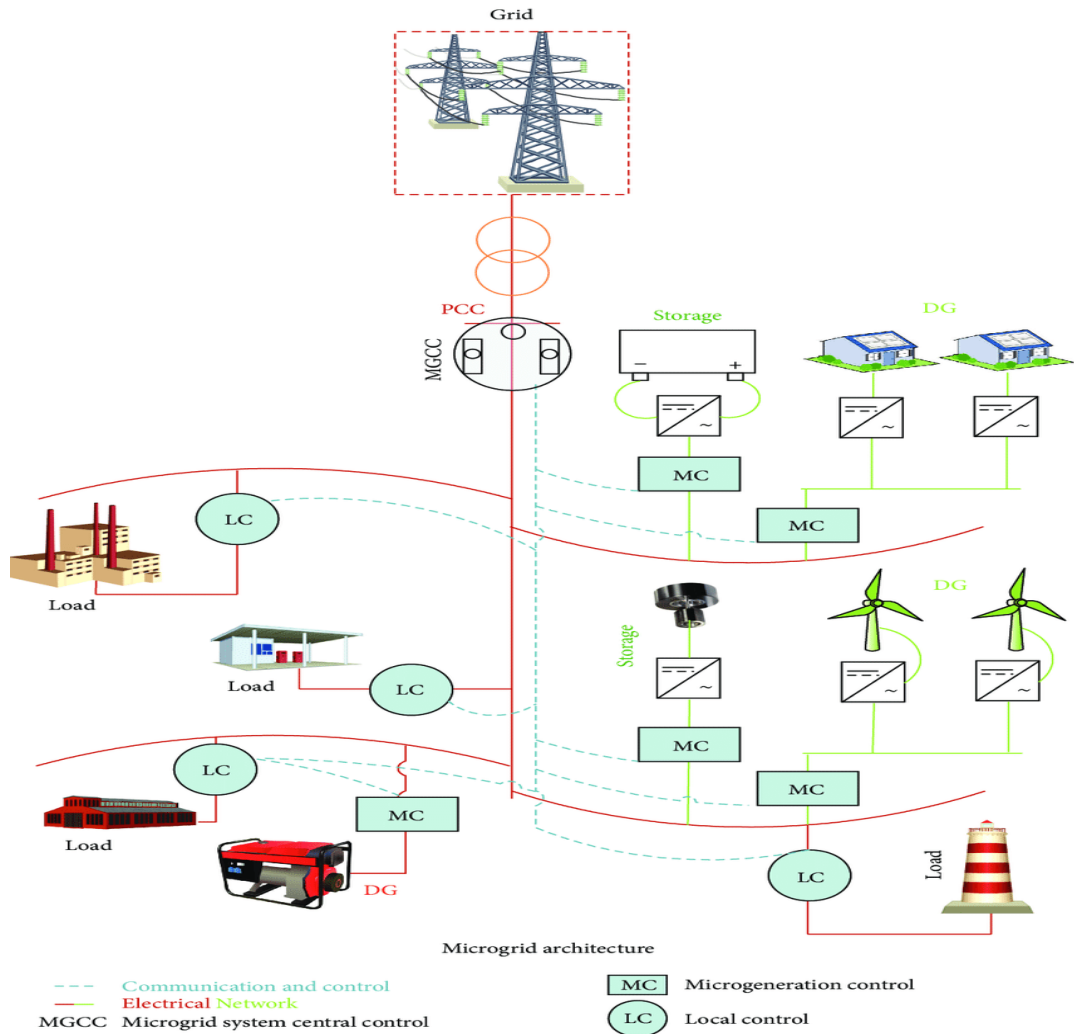 Grid
PCC
MGCC
Storage
DG
− +
~
~
~
MC
LC
MC
Load
DG
Storage
~
~
~
Load
LC
MC
LC
MC
MC
Load
DG
LC
Load
Microgrid architecture
Communication and control
Electrical Network
MGCC Microgrid system central control
MC Microgeneration control
LC Local control